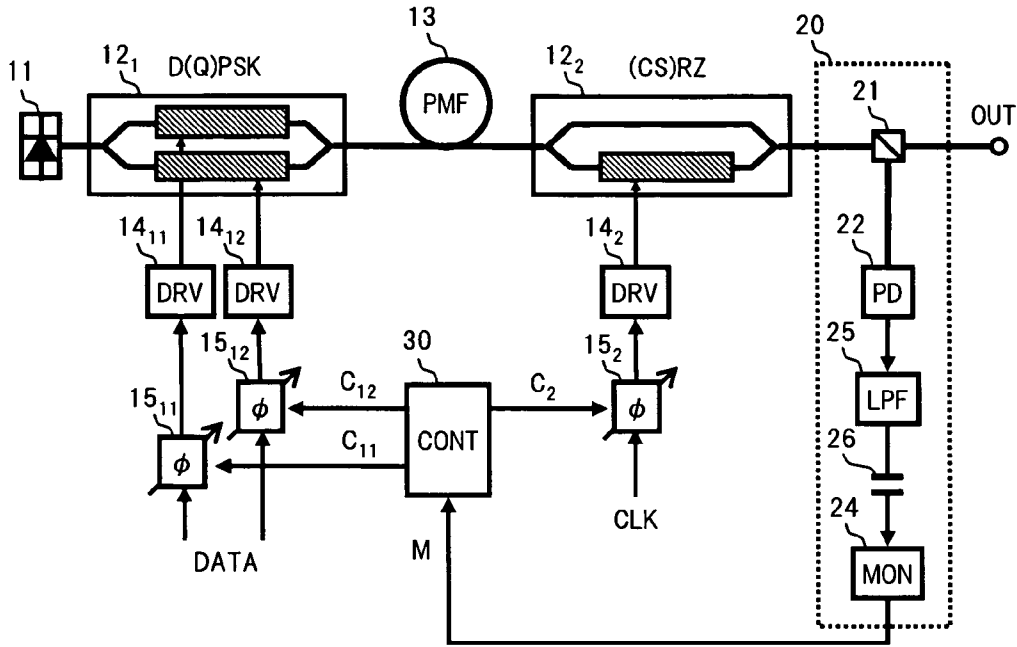 13
20
D(Q)PSK
(CS)RZ
12₁
12₂
11
PMF
21
OUT
14₁₁
14₁₂
14₂
22
DRV
DRV
DRV
PD
15₁₂
30
15₂
25
C₁₂
C₂
LPF
15₁₁
ϕ
CONT
ϕ
26
C₁₁
ϕ
CLK
24
DATA
M
MON